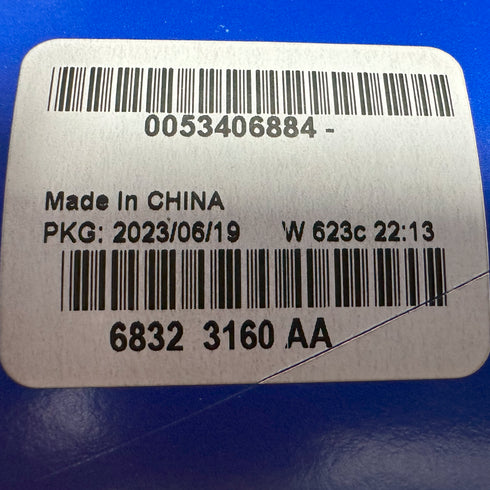 0053406884 -
Made In CHINA
PKG: 2023/06/19 W 623c 22:13
6832 3160 AA